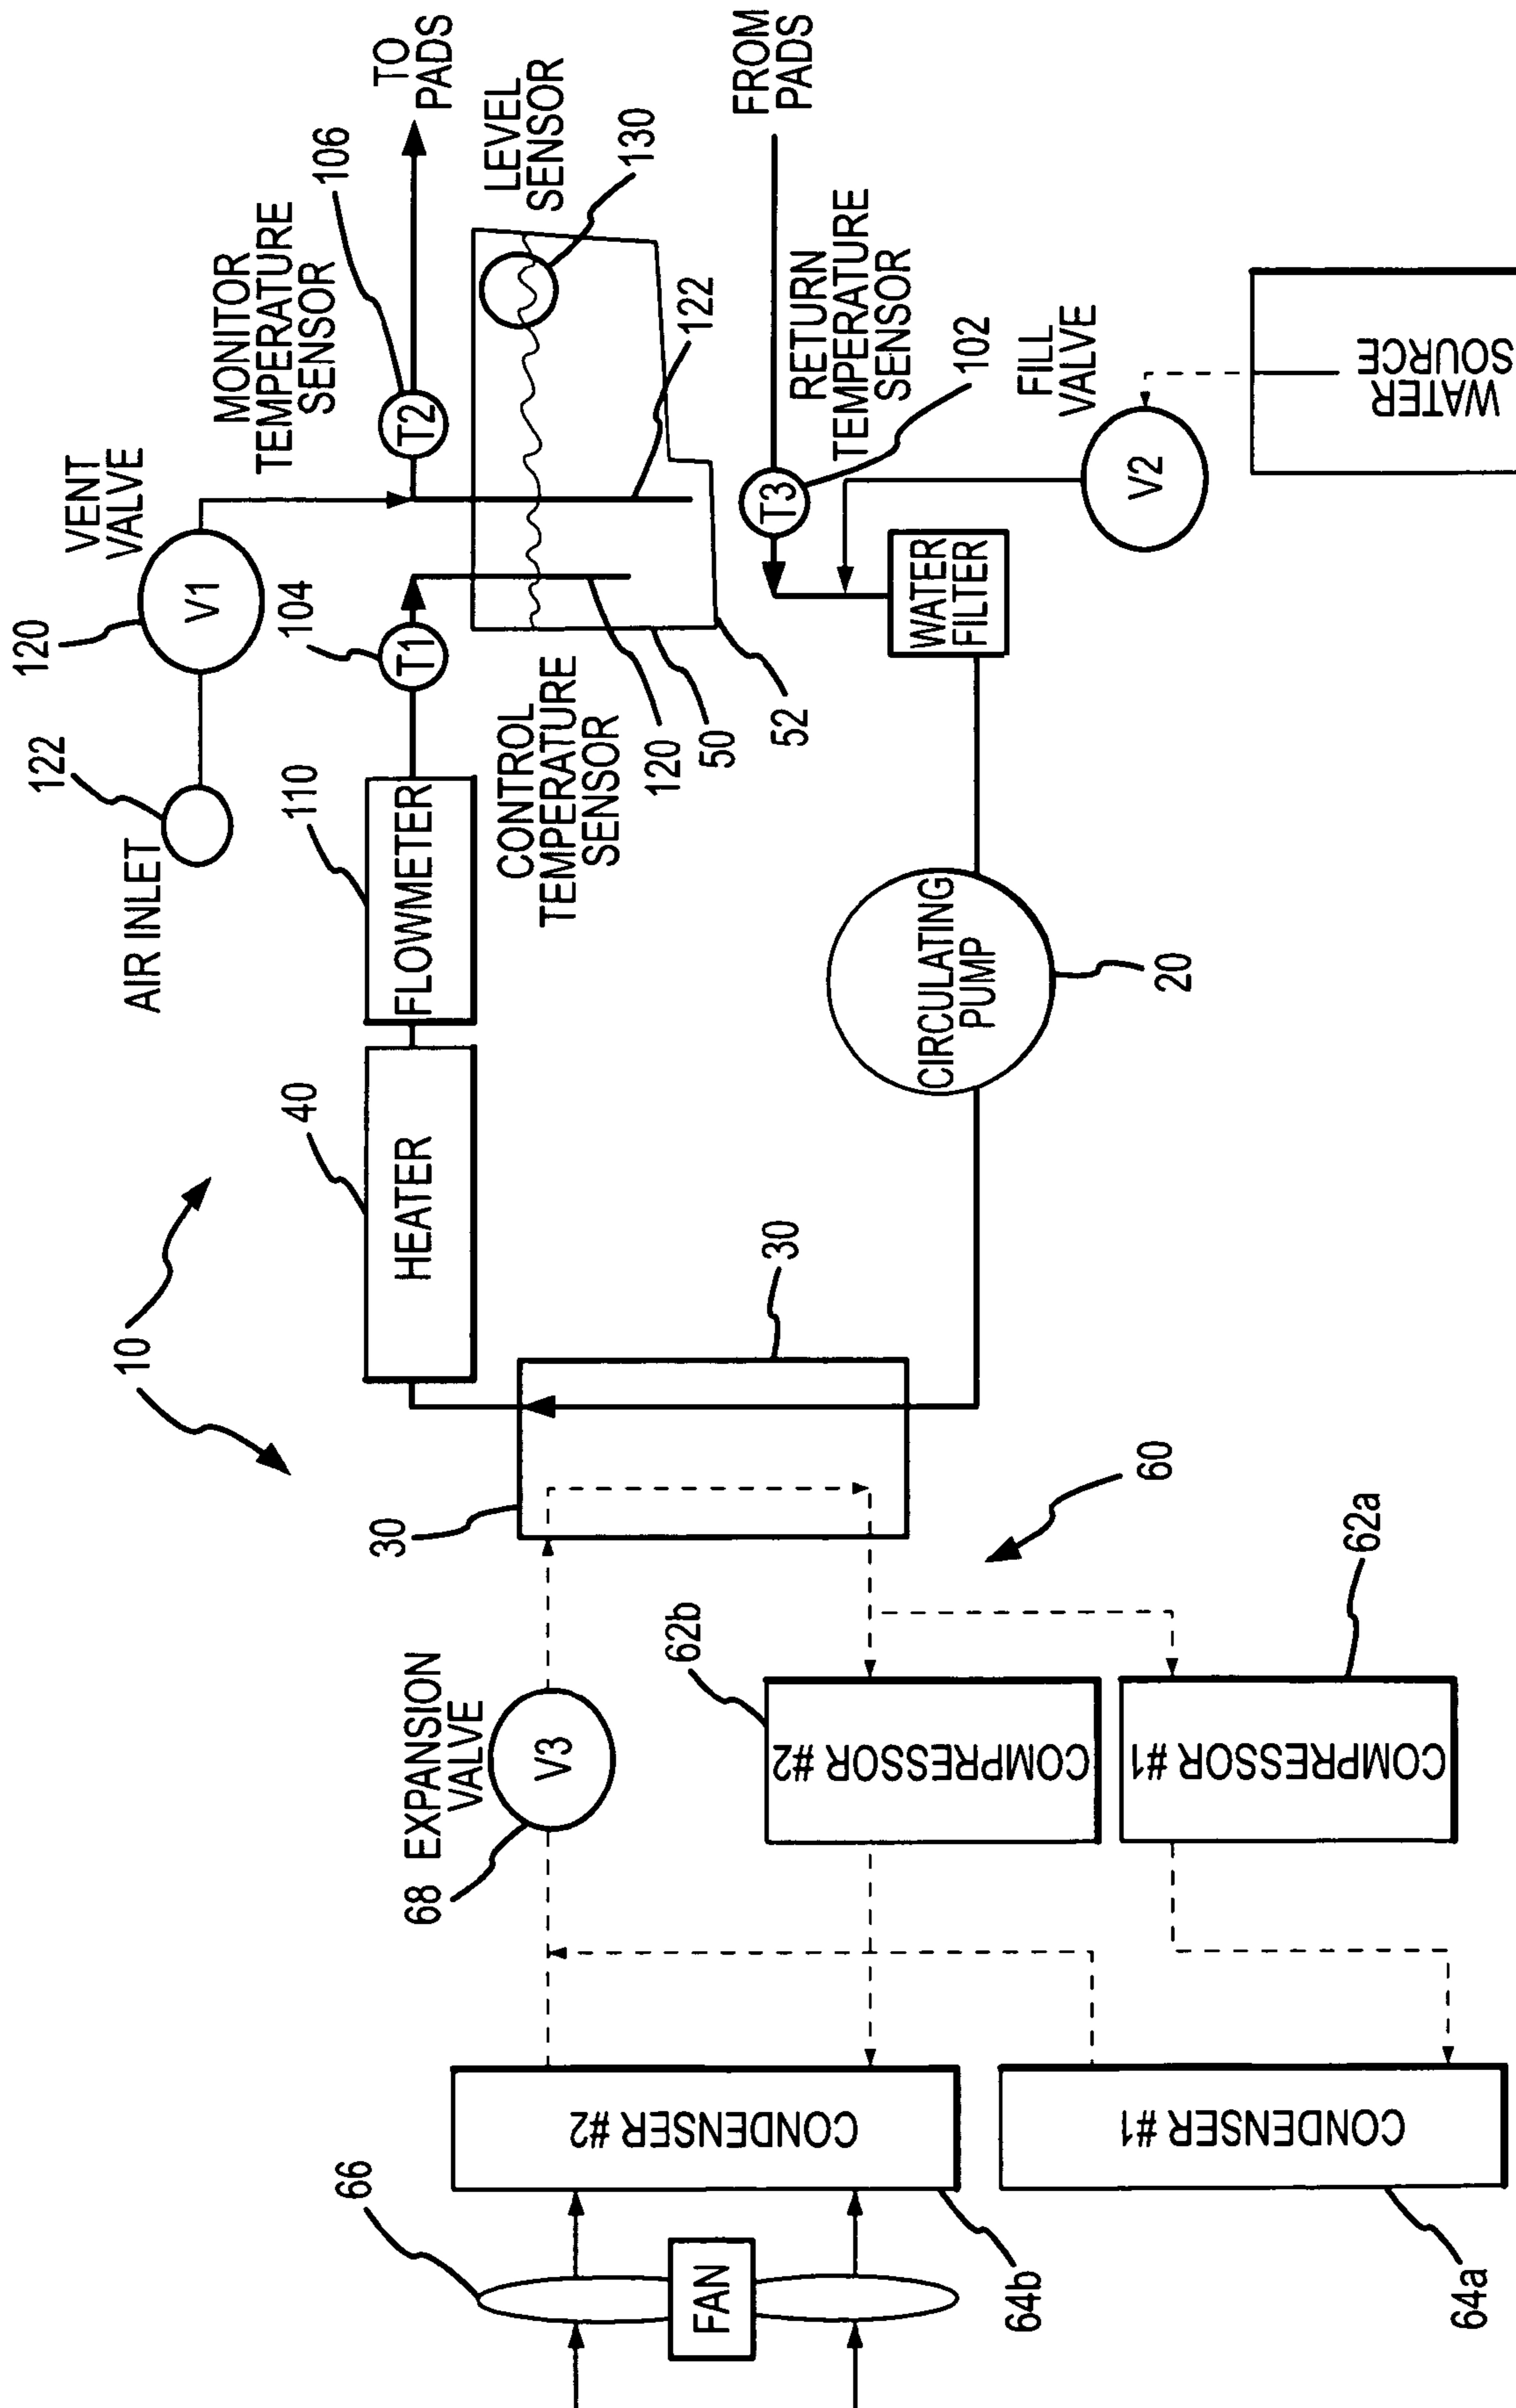 10
122
AIR INLET
120
VENT
VALVE
V1
MONITOR
TEMPERATURE
SENSOR
106
TO
PADS
40
110
104
HEATER
FLOWMETER
T1
T2
CONTROL
TEMPERATURE
SENSOR
LEVEL
SENSOR
130
120
50
52
122
FROM
PADS
RETURN
TEMPERATURE
SENSOR
102
T3
WATER
FILTER
FILL
VALVE
V2
WATER
SOURCE
CIRCULATING
PUMP
20
30
30
60
68 EXPANSION
VALVE
V3
62b
COMPRESSOR #2
62a
COMPRESSOR #1
66
FAN
CONDENSER #2
64b
CONDENSER #1
64a